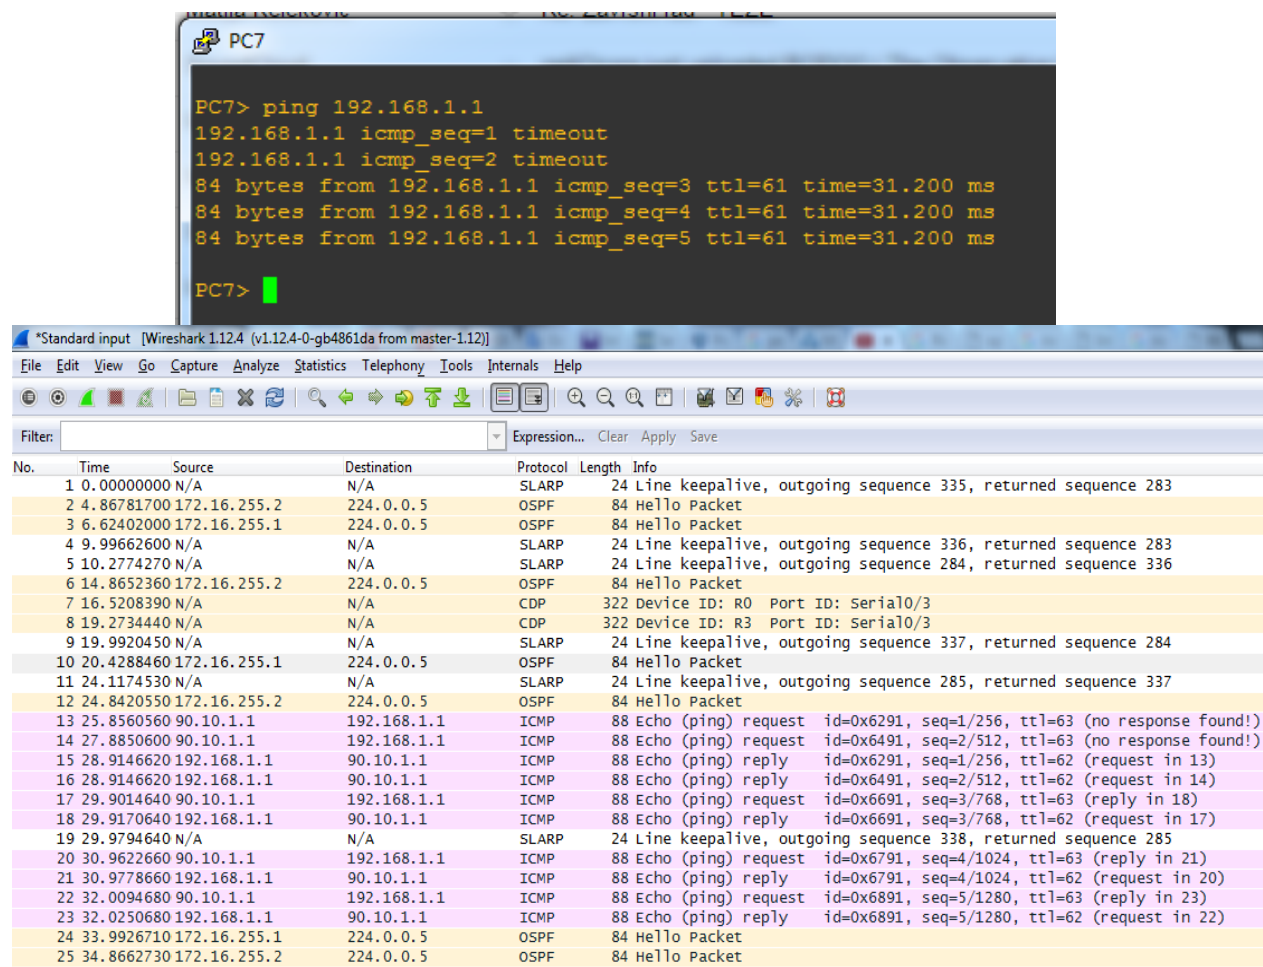 PC7
PC7> ping 192.168.1.1
192.168.1.1 icmp_seq=1 timeout
192.168.1.1 icmp_seq=2 timeout
84 bytes from 192.168.1.1 icmp_seq=3 ttl=61 time=31.200 ms
84 bytes from 192.168.1.1 icmp_seq=4 ttl=61 time=31.200 ms
84 bytes from 192.168.1.1 icmp_seq=5 ttl=61 time=31.200 ms
PC7>
*Standard input [Wireshark 1.12.4 (v1.12.4-0-gb4861da from master-1.12)]
File Edit View Go Capture Analyze Statistics Telephony Tools Internals Help
Filter: Expression... Clear Apply Save
No. Time Source Destination Protocol Length Info
1 0.00000000 N/A N/A SLARP 24 Line keepalive, outgoing sequence 335, returned sequence 283
2 4.86781700 172.16.255.2 224.0.0.5 OSPF 84 Hello Packet
3 6.62402000 172.16.255.1 224.0.0.5 OSPF 84 Hello Packet
4 9.99662600 N/A N/A SLARP 24 Line keepalive, outgoing sequence 336, returned sequence 283
5 10.2774270 N/A N/A SLARP 24 Line keepalive, outgoing sequence 284, returned sequence 336
6 14.8652360 172.16.255.2 224.0.0.5 OSPF 84 Hello Packet
7 16.5208390 N/A N/A CDP 322 Device ID: R0 Port ID: Serial0/3
8 19.2734440 N/A N/A CDP 322 Device ID: R3 Port ID: Serial0/3
9 19.9920450 N/A N/A SLARP 24 Line keepalive, outgoing sequence 337, returned sequence 284
10 20.4288460 172.16.255.1 224.0.0.5 OSPF 84 Hello Packet
11 24.1174530 N/A N/A SLARP 24 Line keepalive, outgoing sequence 285, returned sequence 337
12 24.8420550 172.16.255.2 224.0.0.5 OSPF 84 Hello Packet
13 25.8560560 90.10.1.1 192.168.1.1 ICMP 88 Echo (ping) request id=0x6291, seq=1/256, ttl=63 (no response found!)
14 27.8850600 90.10.1.1 192.168.1.1 ICMP 88 Echo (ping) request id=0x6491, seq=2/512, ttl=63 (no response found!)
15 28.9146620 192.168.1.1 90.10.1.1 ICMP 88 Echo (ping) reply id=0x6291, seq=1/256, ttl=62 (request in 13)
16 28.9146620 192.168.1.1 90.10.1.1 ICMP 88 Echo (ping) reply id=0x6491, seq=2/512, ttl=62 (request in 14)
17 29.9014640 90.10.1.1 192.168.1.1 ICMP 88 Echo (ping) request id=0x6691, seq=3/768, ttl=63 (reply in 18)
18 29.9170640 192.168.1.1 90.10.1.1 ICMP 88 Echo (ping) reply id=0x6691, seq=3/768, ttl=62 (request in 17)
19 29.9794640 N/A N/A SLARP 24 Line keepalive, outgoing sequence 338, returned sequence 285
20 30.9622660 90.10.1.1 192.168.1.1 ICMP 88 Echo (ping) request id=0x6791, seq=4/1024, ttl=63 (reply in 21)
21 30.9778660 192.168.1.1 90.10.1.1 ICMP 88 Echo (ping) reply id=0x6791, seq=4/1024, ttl=62 (request in 20)
22 32.0094680 90.10.1.1 192.168.1.1 ICMP 88 Echo (ping) request id=0x6891, seq=5/1280, ttl=63 (reply in 23)
23 32.0250680 192.168.1.1 90.10.1.1 ICMP 88 Echo (ping) reply id=0x6891, seq=5/1280, ttl=62 (request in 22)
24 33.9926710 172.16.255.1 224.0.0.5 OSPF 84 Hello Packet
25 34.8662730 172.16.255.2 224.0.0.5 OSPF 84 Hello Packet